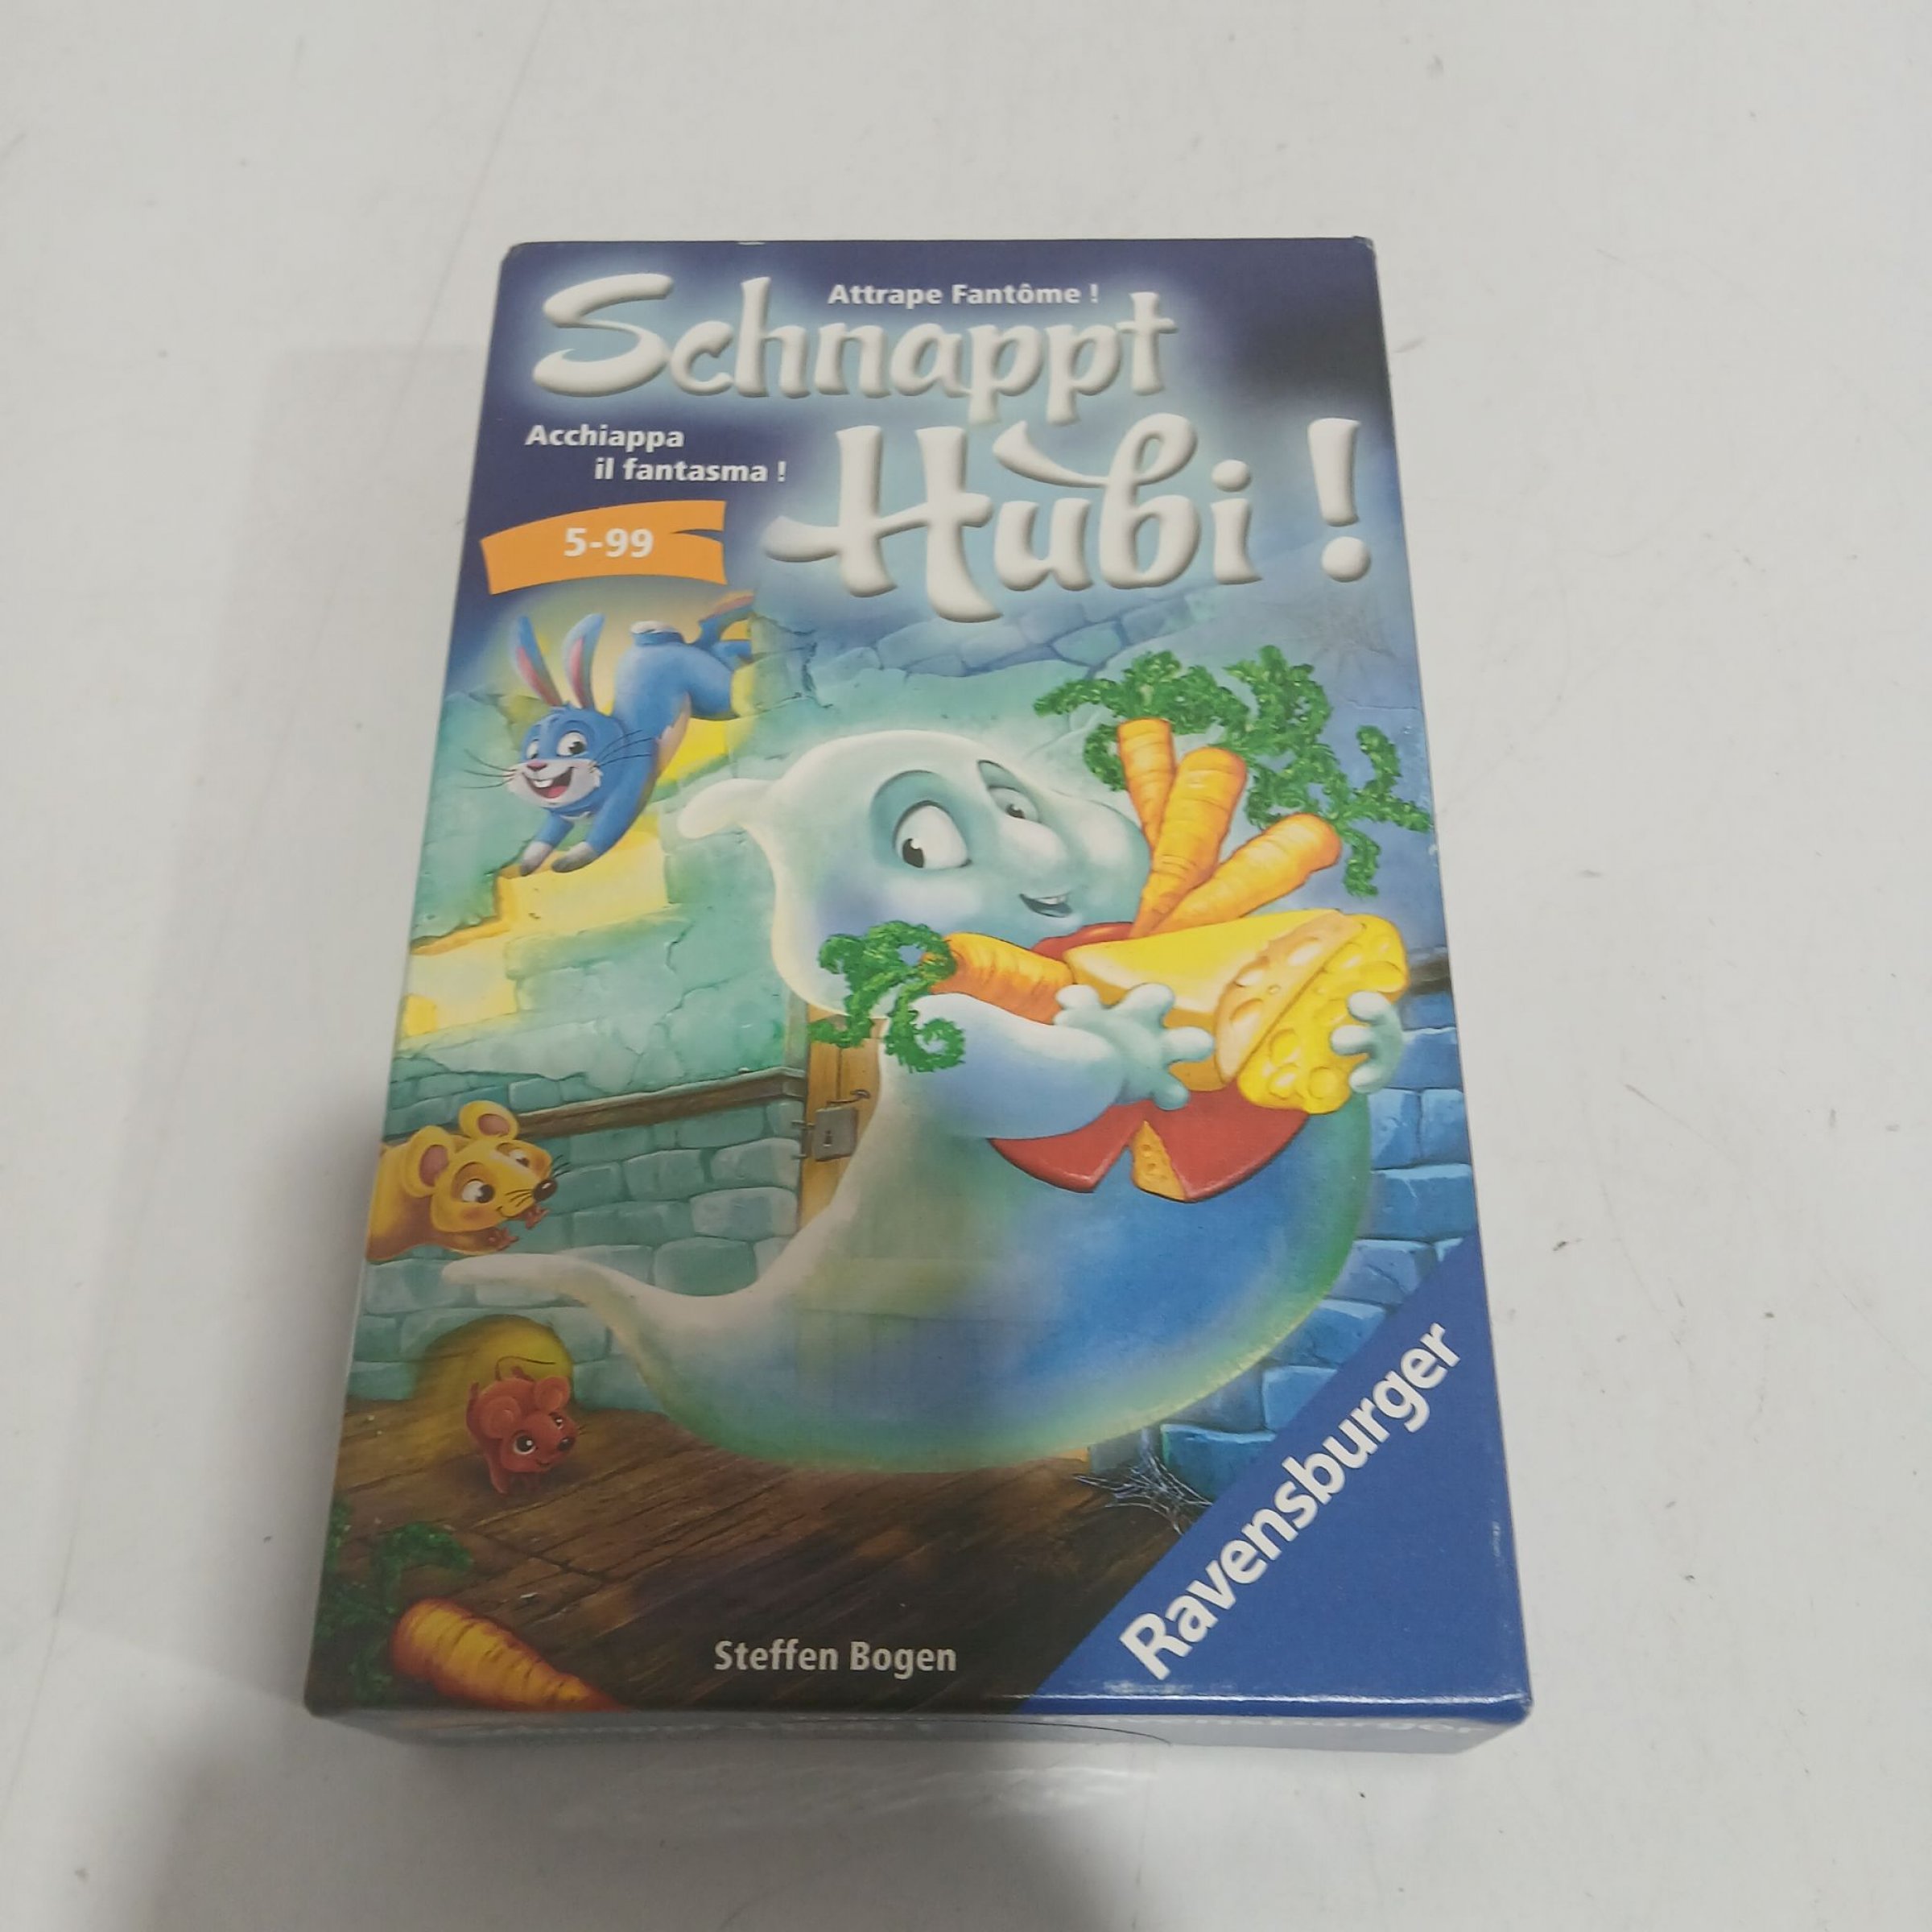 Attrape Fantôme !
Schnappt
Acchiappa
il fantasma !
Hubi !
5-99
Ravensburger
Steffen Bogen